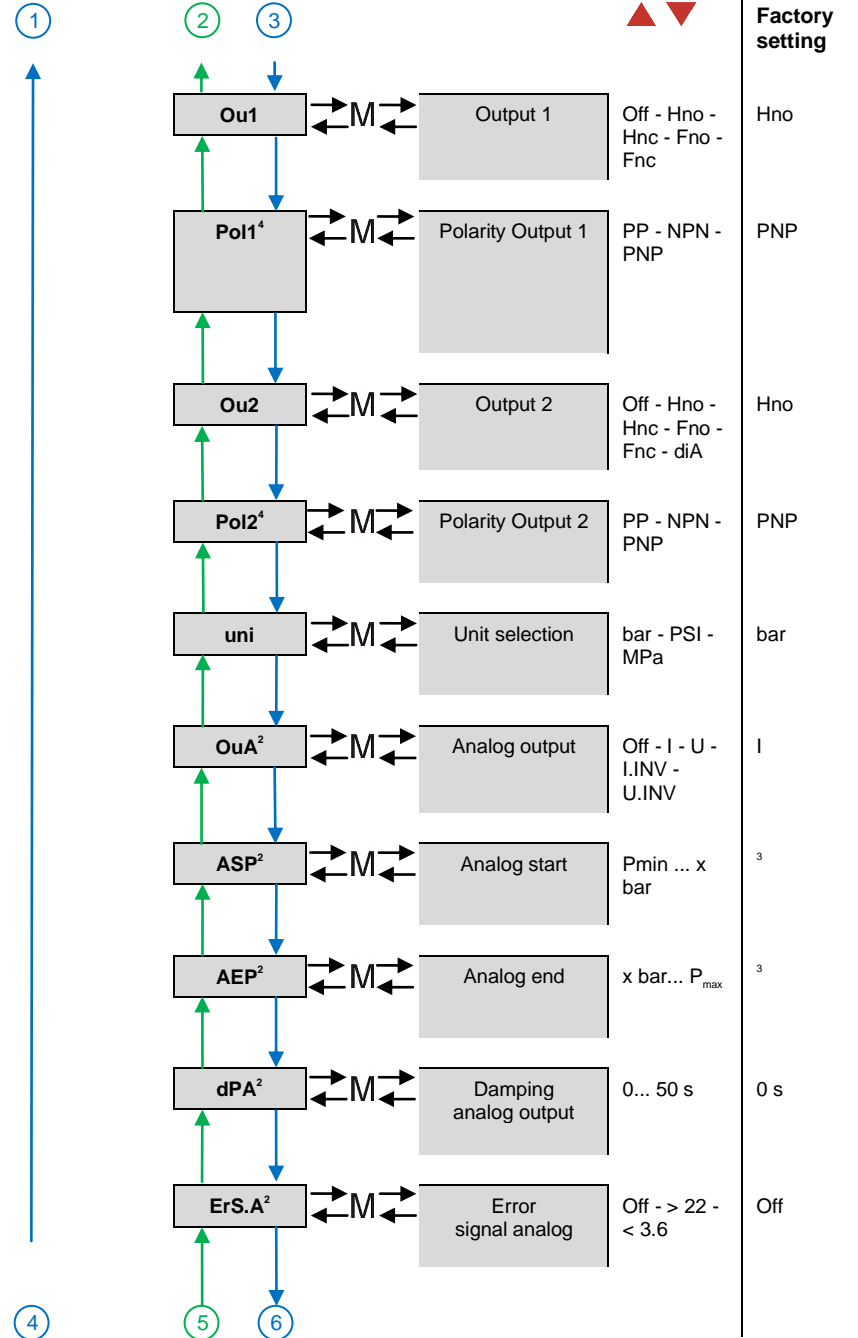 1 2 3 Factory
setting
Ou1 M Output 1 Off - Hno - Hno
Hnc - Fno -
Fnc
Pol1⁴ M Polarity Output 1 PP - NPN - PNP
PNP
Ou2 M Output 2 Off - Hno - Hno
Hnc - Fno -
Fnc - diA
Pol2⁴ M Polarity Output 2 PP - NPN - PNP
PNP
uni M Unit selection bar - PSI - bar
MPa
OuA² M Analog output Off - I - U - I
I.INV -
U.INV
ASP² M Analog start Pmin ... x ³
bar
AEP² M Analog end x bar... Pmax ³
dPA² M Damping 0... 50 s 0 s
analog output
ErS.A² M Error Off - > 22 - Off
signal analog < 3.6
4 5 6